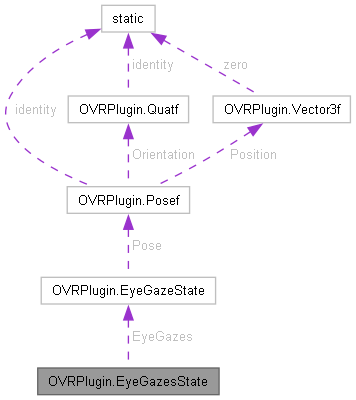 static
identity
zero
identity
OVRPlugin.Quatf
OVRPlugin.Vector3f
Orientation
Position
OVRPlugin.Posef
Pose
OVRPlugin.EyeGazeState
EyeGazes
OVRPlugin.EyeGazesState